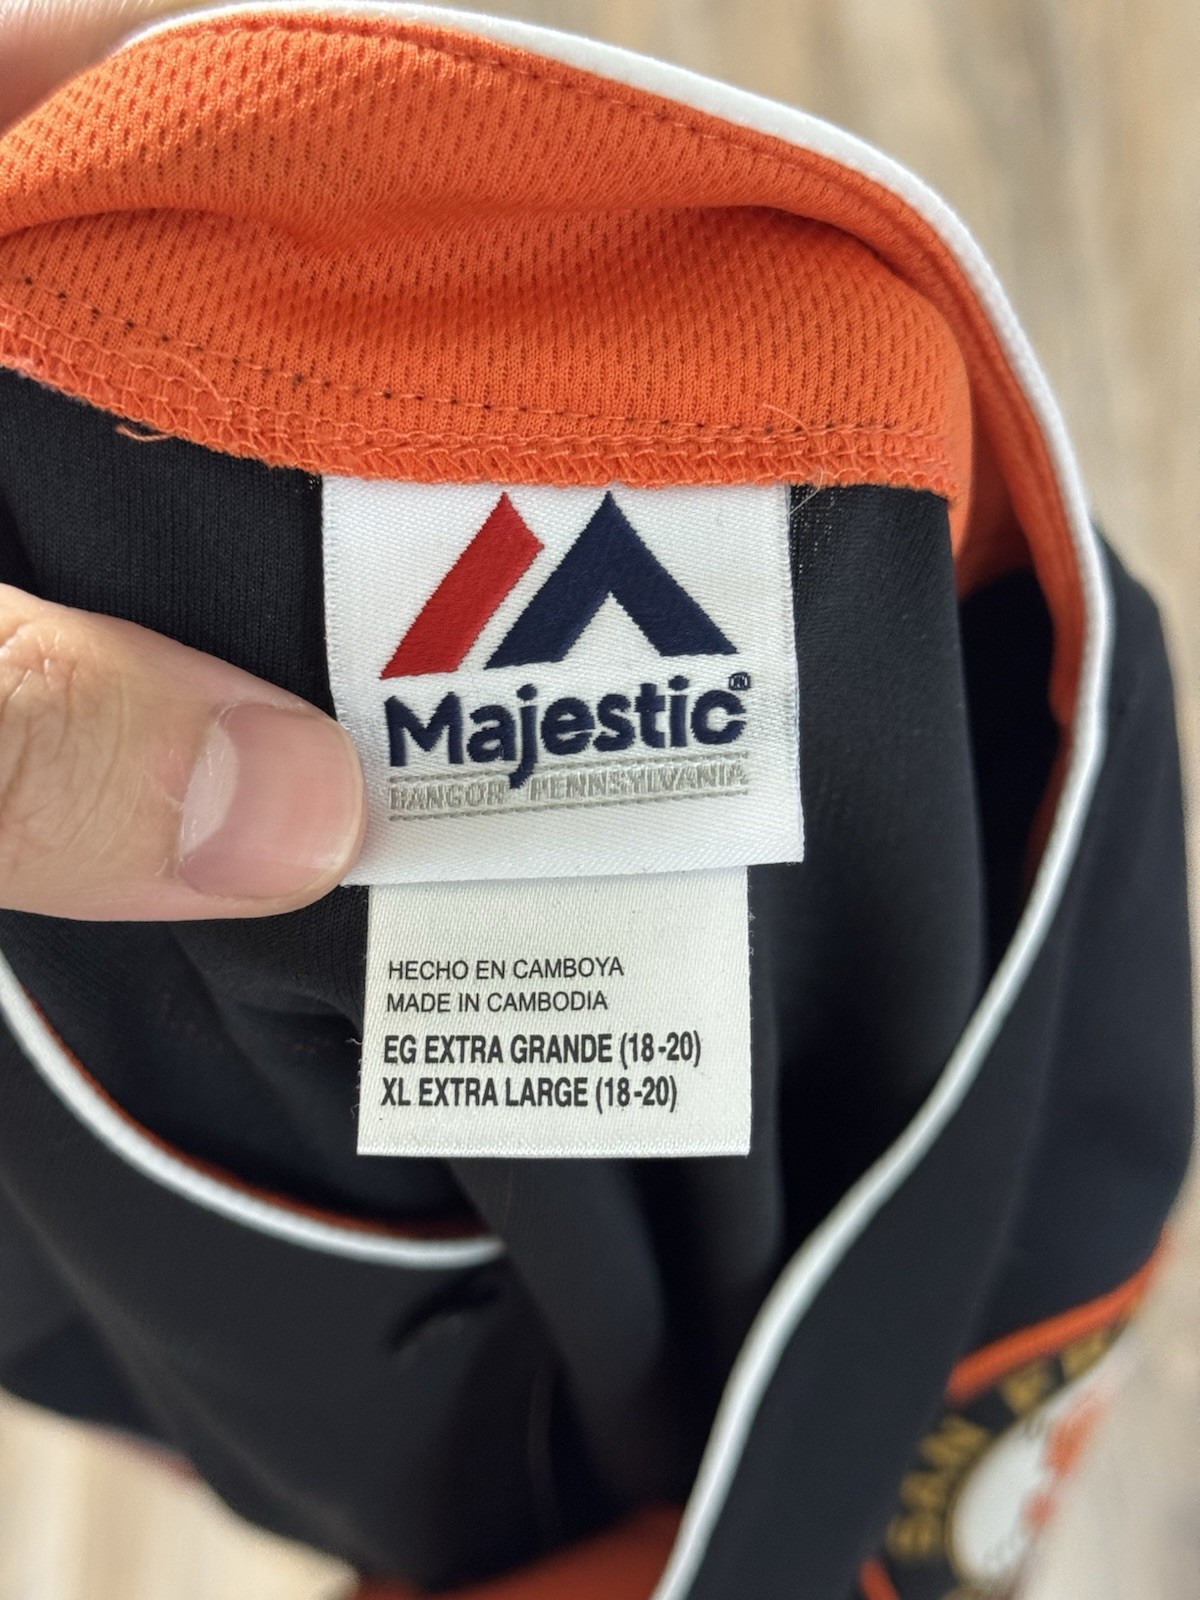 Majestic®
BANGOR PENNSYLVANIA
HECHO EN CAMBOYA
MADE IN CAMBODIA
EG EXTRA GRANDE (18-20)
XL EXTRA LARGE (18-20)
SAN